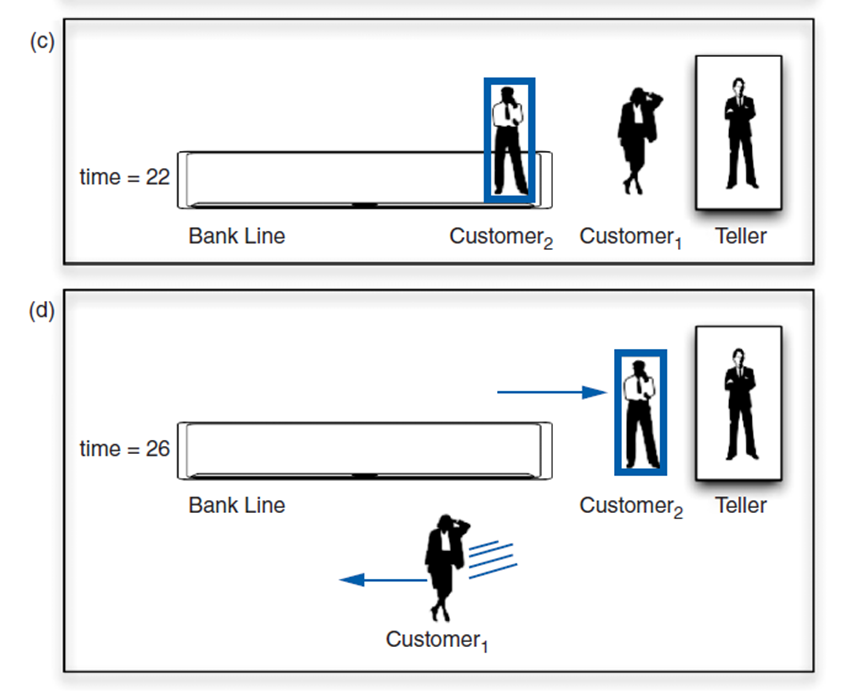 (c)
time = 22
Bank Line Customer₂ Customer₁ Teller
(d)
time = 26
Bank Line Customer₂ Teller
Customer₁